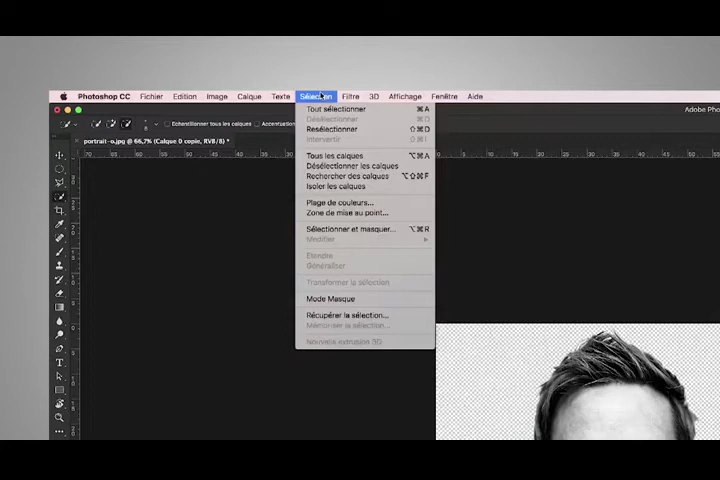 Photoshop CC Fichier Edition Image Calque Texte Sélection Filtre 3D Affichage Fenêtre Aide
Adobe Pho
Echantillonner tous les calques Accentuation
portrait-o.jpg @ 66,7% (Calque 0 copie, RVB/8) *
Tout sélectionner ⌘A
Désélectionner ⌘D
Resélectionner ⇧⌘D
Intervertir ⇧⌘I
Tous les calques ⌥⌘A
Désélectionner les calques
Rechercher des calques ⌥⇧⌘F
Isoler les calques
Plage de couleurs...
Zone de mise au point...
Sélectionner et masquer... ⌥⌘R
Modifier
Etendre
Généraliser
Transformer la sélection
Mode Masque
Récupérer la sélection...
Mémoriser la sélection...
Nouvelle extrusion 3D